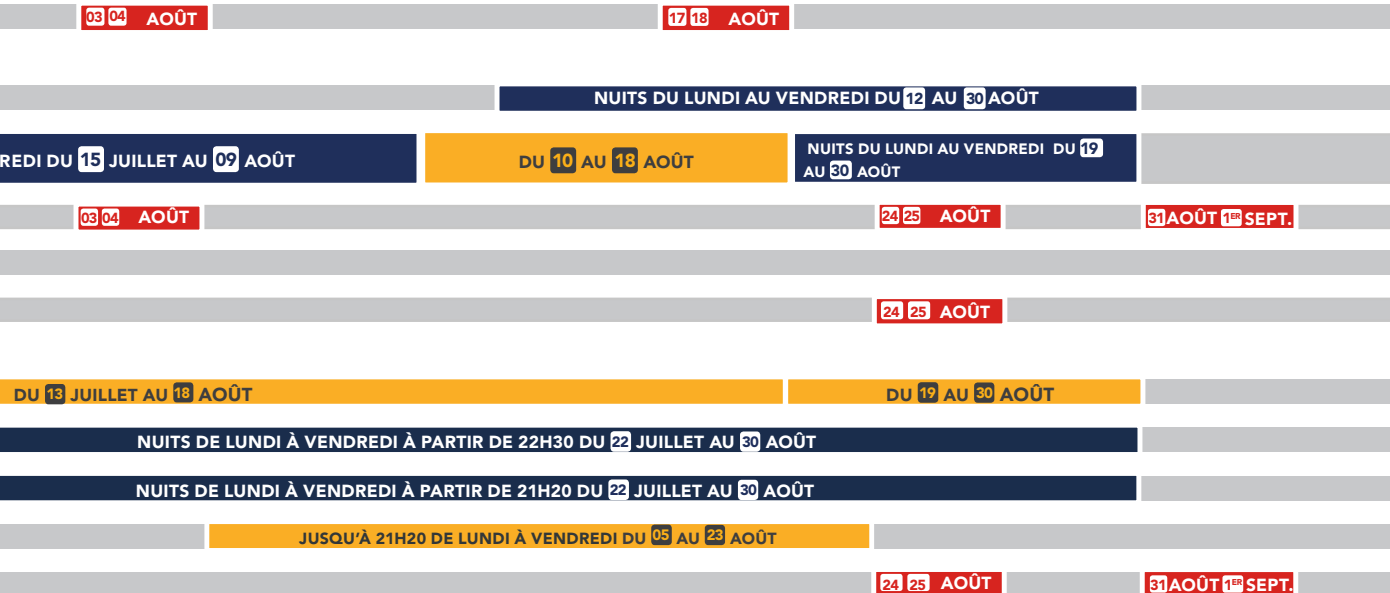 03 04 AOÛT
17 18 AOÛT
NUITS DU LUNDI AU VENDREDI DU 12 AU 30 AOÛT
REDI DU 15 JUILLET AU 09 AOÛT
DU 10 AU 18 AOÛT
NUITS DU LUNDI AU VENDREDI DU 19
AU 30 AOÛT
03 04 AOÛT
24 25 AOÛT
31 AOÛT 1ER SEPT.
24 25 AOÛT
DU 13 JUILLET AU 18 AOÛT
DU 19 AU 30 AOÛT
NUITS DE LUNDI À VENDREDI À PARTIR DE 22H30 DU 22 JUILLET AU 30 AOÛT
NUITS DE LUNDI À VENDREDI À PARTIR DE 21H20 DU 22 JUILLET AU 30 AOÛT
JUSQU'À 21H20 DE LUNDI À VENDREDI DU 05 AU 23 AOÛT
24 25 AOÛT
31 AOÛT 1ER SEPT.